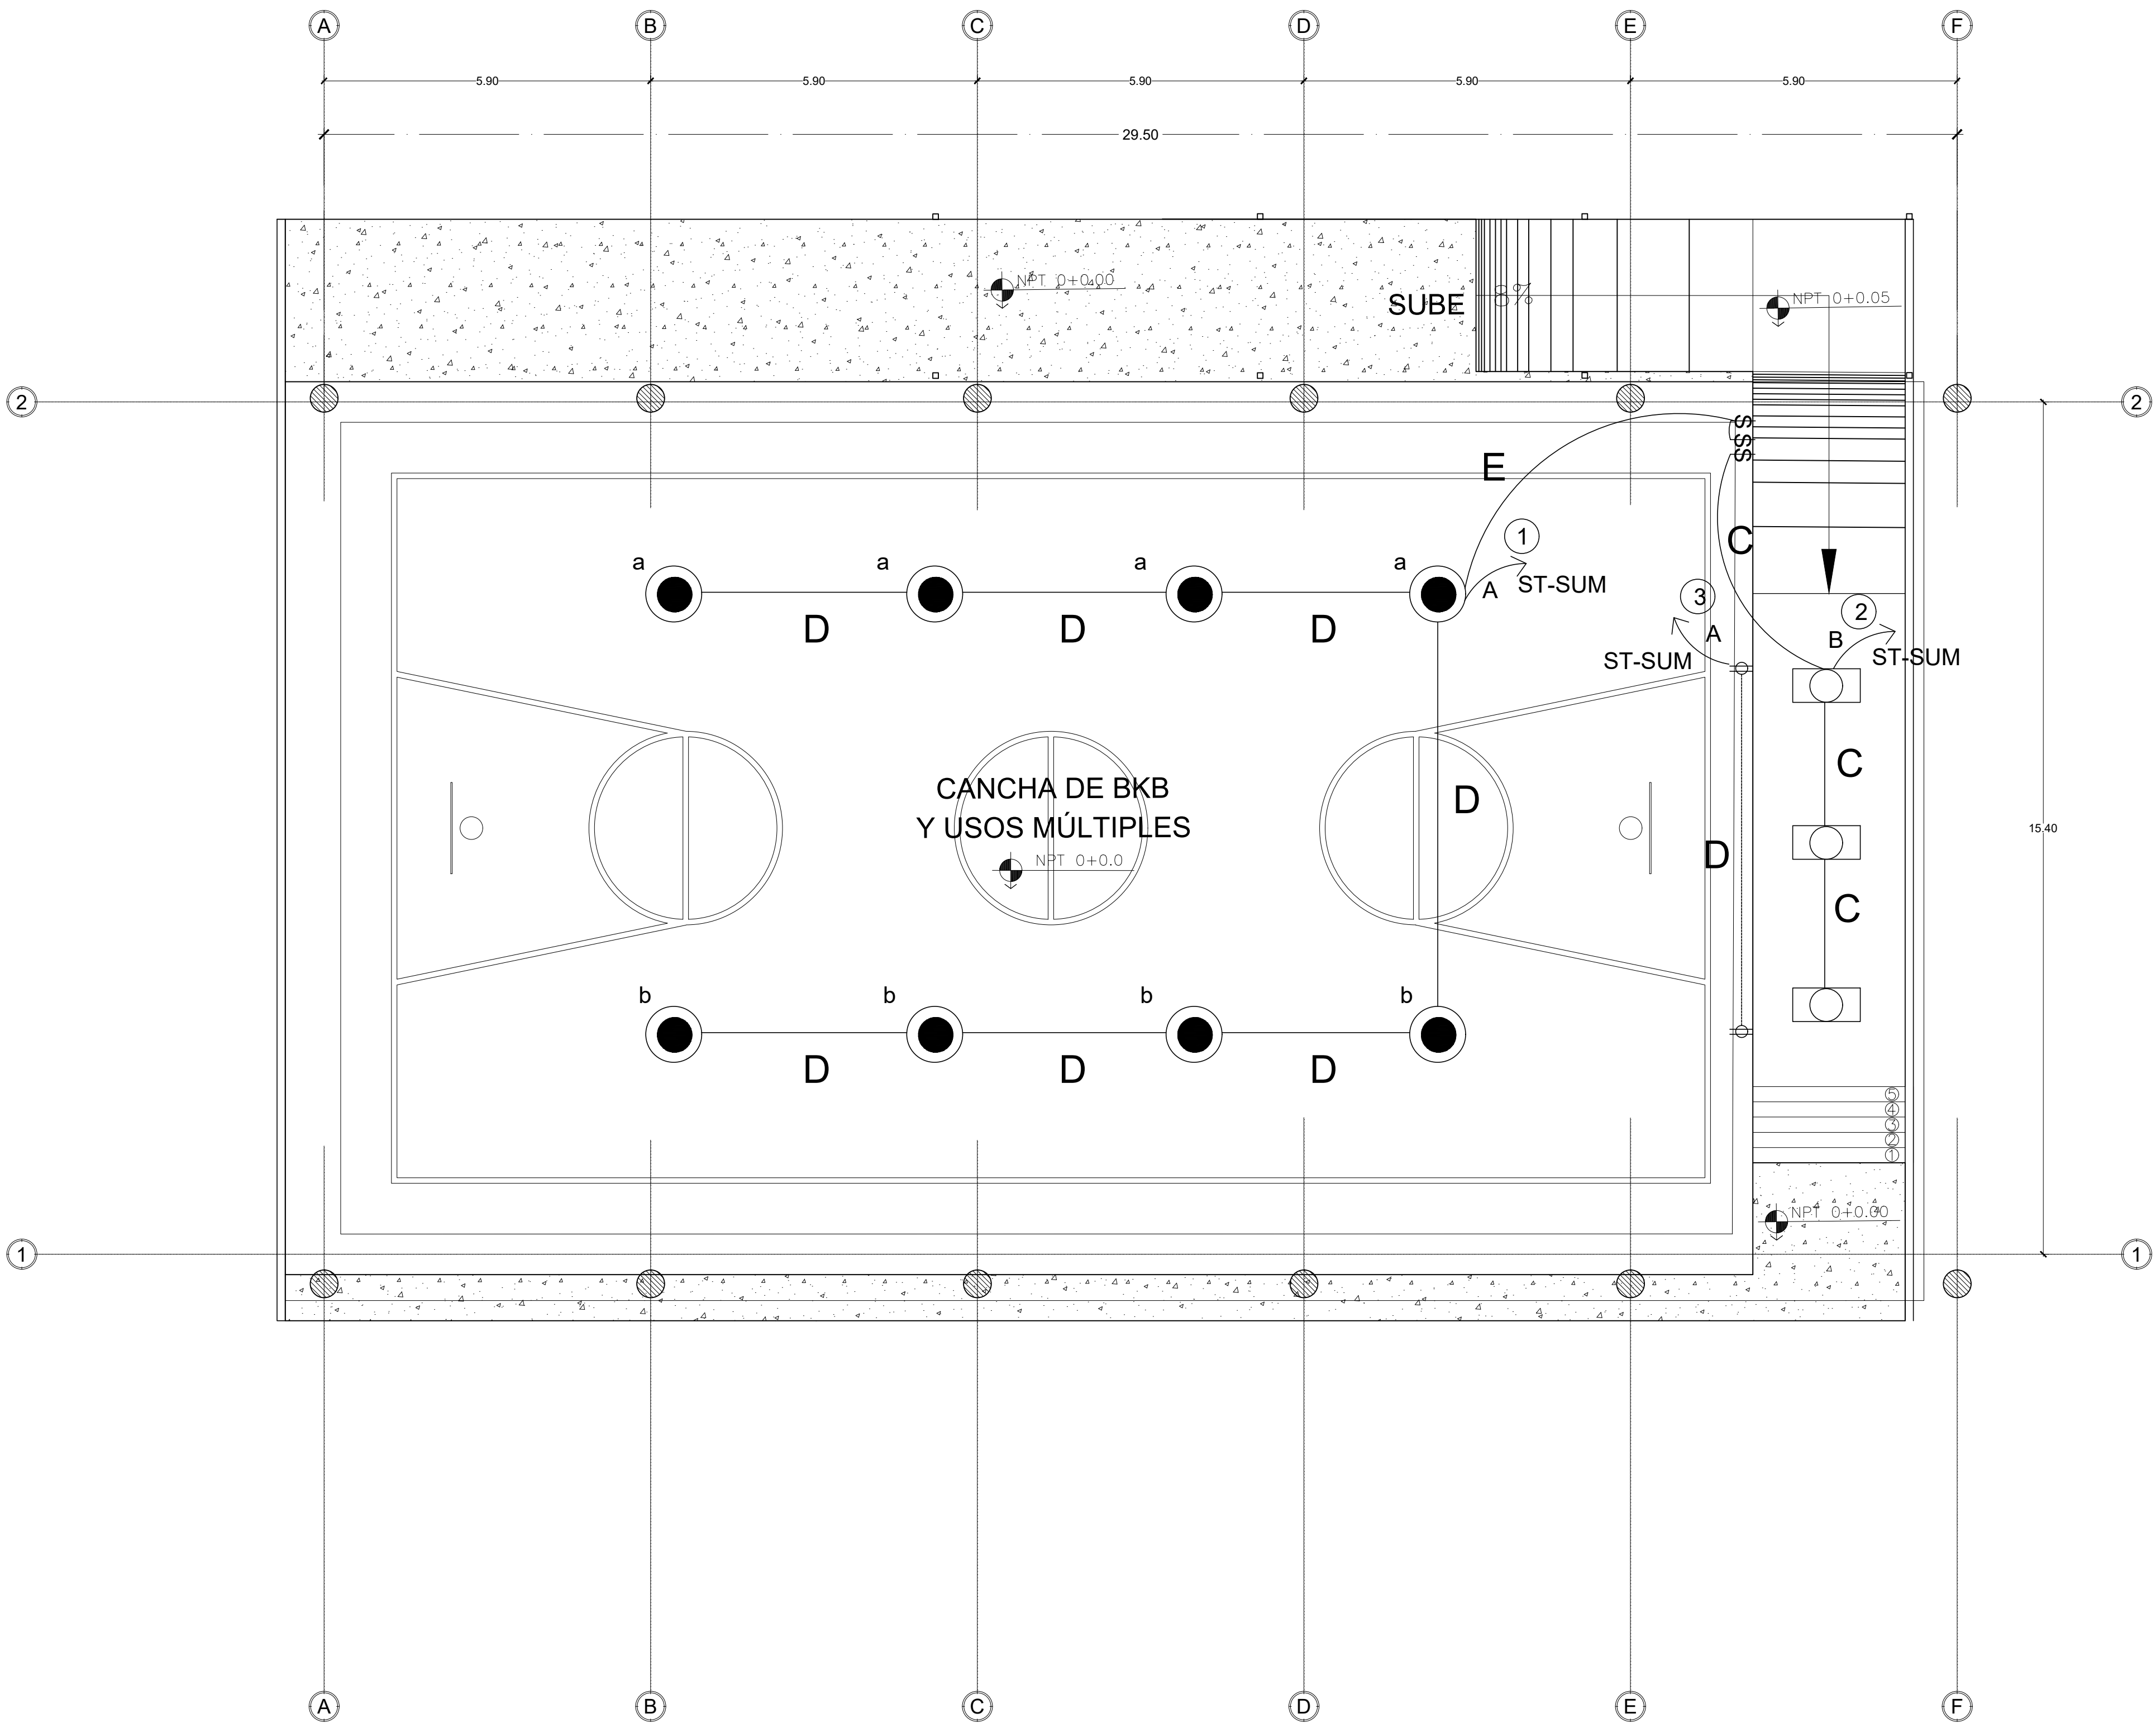 A B C D E F
5.90 5.90 5.90 5.90 5.90
29.50
NPT 0+0.00
SUBE 8%
NPT 0+0.05
2 2
S
S
S
E
C
1
a a a a
A ST-SUM
3
A
ST-SUM
2
B
ST-SUM
D D D
C
CANCHA DE BKB
Y USOS MÚLTIPLES
D
15.40
NPT 0+0.0
D
C
b b b b
D D D
5
4
3
2
1
NPT 0+0.00
1 1
A B C D E F